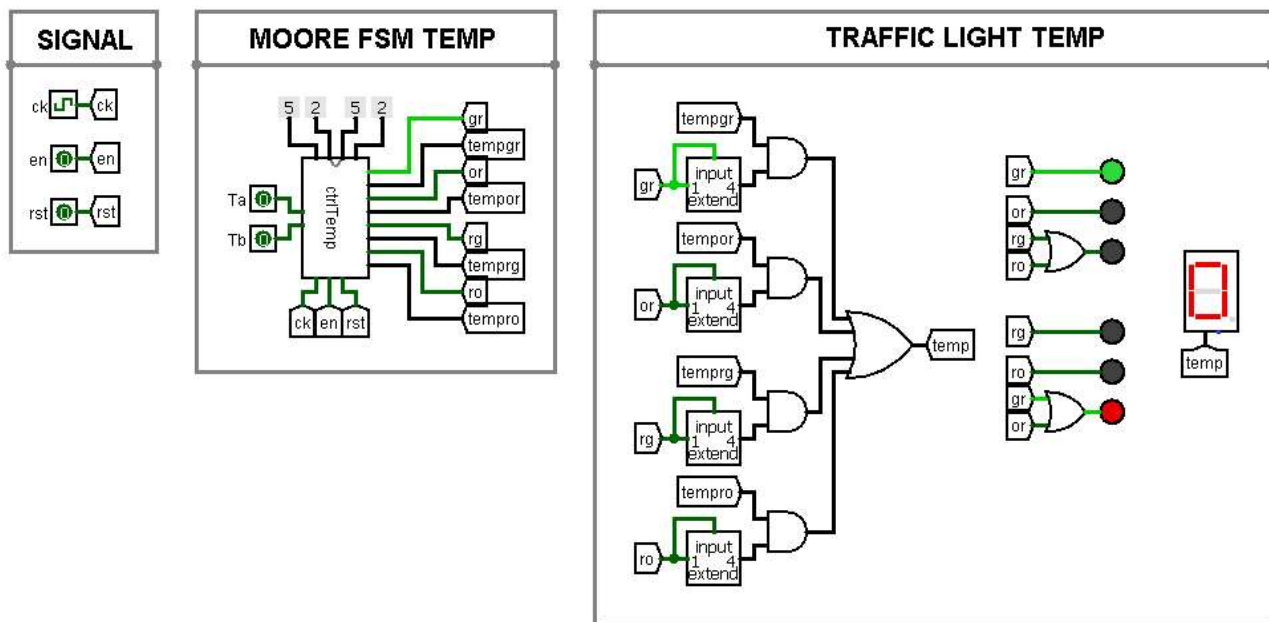 SIGNAL
ck
ck
en
en
rst
rst
MOORE FSM TEMP
5 2 5 2
Ta
Tb
ctrlTemp
gr
tempgr
or
tempor
rg
temprg
ro
tempro
ck en rst
TRAFFIC LIGHT TEMP
tempgr
gr
input
1 4
extend
tempor
or
input
1 4
extend
temprg
rg
input
1 4
extend
tempro
ro
input
1 4
extend
temp
gr
or
rg
ro
rg
ro
gr
or
0
temp